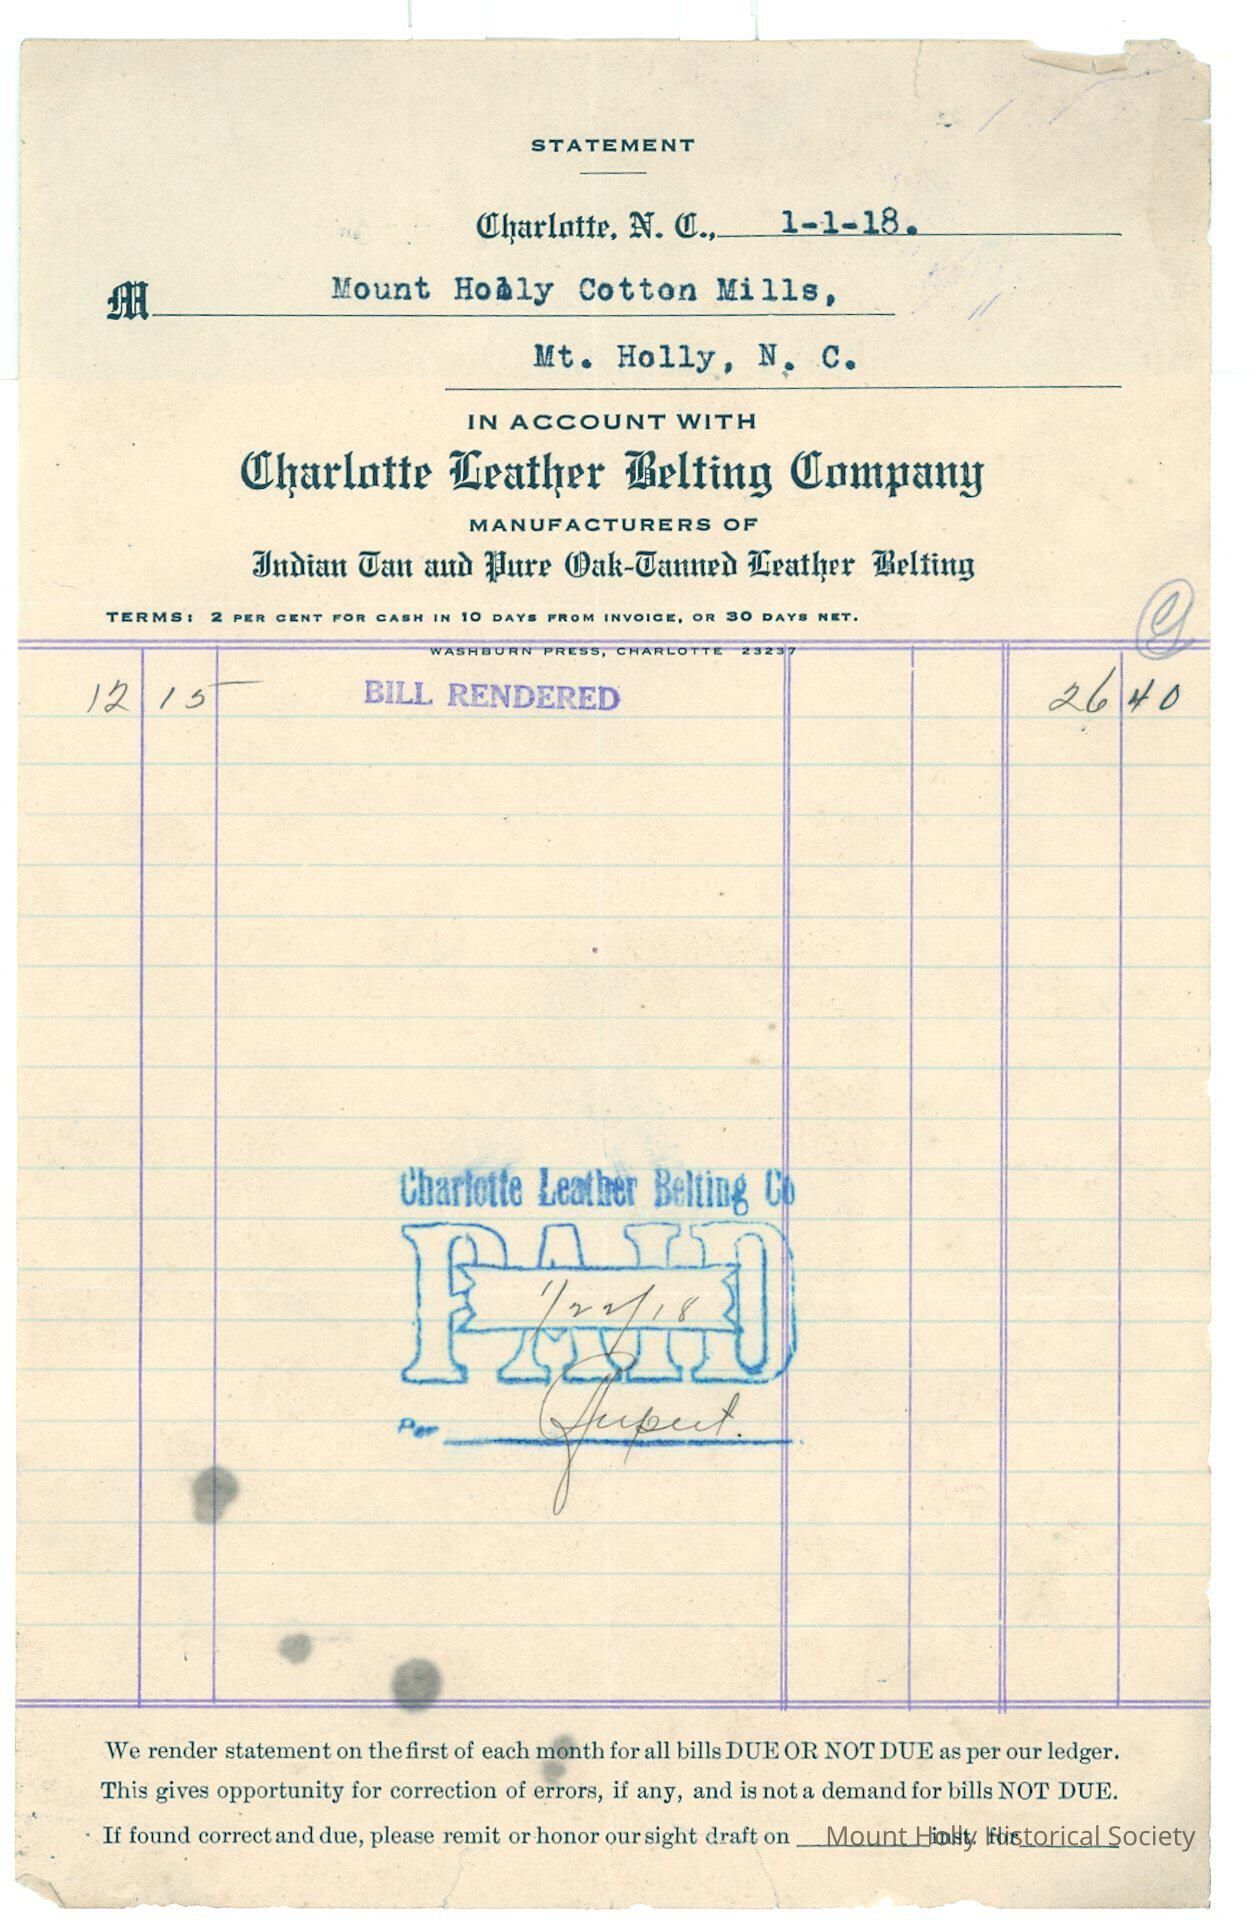 STATEMENT
Charlotte, N. C., 1-1-18.
M Mount Holly Cotton Mills,
Mt. Holly, N. C.
IN ACCOUNT WITH
Charlotte Leather Belting Company
MANUFACTURERS OF
Indian Tan and Pure Oak-Tanned Leather Belting
TERMS: 2 PER CENT FOR CASH IN 10 DAYS FROM INVOICE, OR 30 DAYS NET.
WASHBURN PRESS, CHARLOTTE 23237
12 15 BILL RENDERED 26 40
Charlotte Leather Belting Co
PAID
1/22/18
Per
We render statement on the first of each month for all bills DUE OR NOT DUE as per our ledger.
This gives opportunity for correction of errors, if any, and is not a demand for bills NOT DUE.
If found correct and due, please remit or honor our sight draft on inst. for
Mount Holly Historical Society